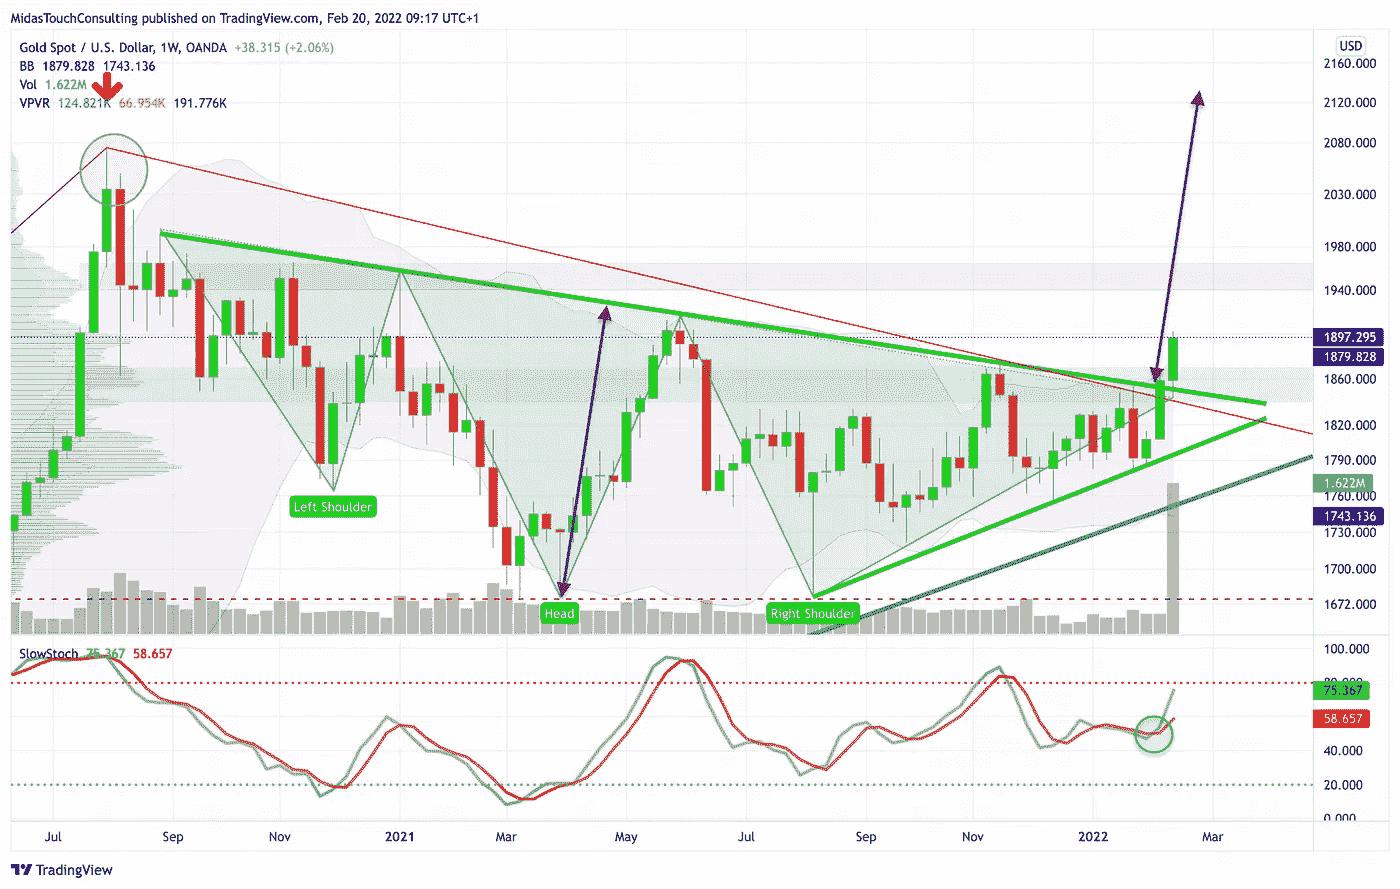 MidasTouchConsulting published on TradingView.com, Feb 20, 2022 09:17 UTC+1
Gold Spot / U.S. Dollar, 1W, OANDA +38.315 (+2.06%)
BB 1879.828 1743.136
Vol 1.622M
VPVR 124.821K 66.954K 191.776K
USD
2160.000
2120.000
2080.000
2030.000
1980.000
1940.000
1897.295
1879.828
1860.000
1820.000
1790.000
1.622M
1760.000
1743.136
1730.000
1700.000
1672.000
Left Shoulder
Head
Right Shoulder
SlowStoch 75.367 58.657
100.000
80.000
75.367
58.657
40.000
20.000
0.000
Jul Sep Nov 2021 Mar May Jul Sep Nov 2022 Mar
TradingView